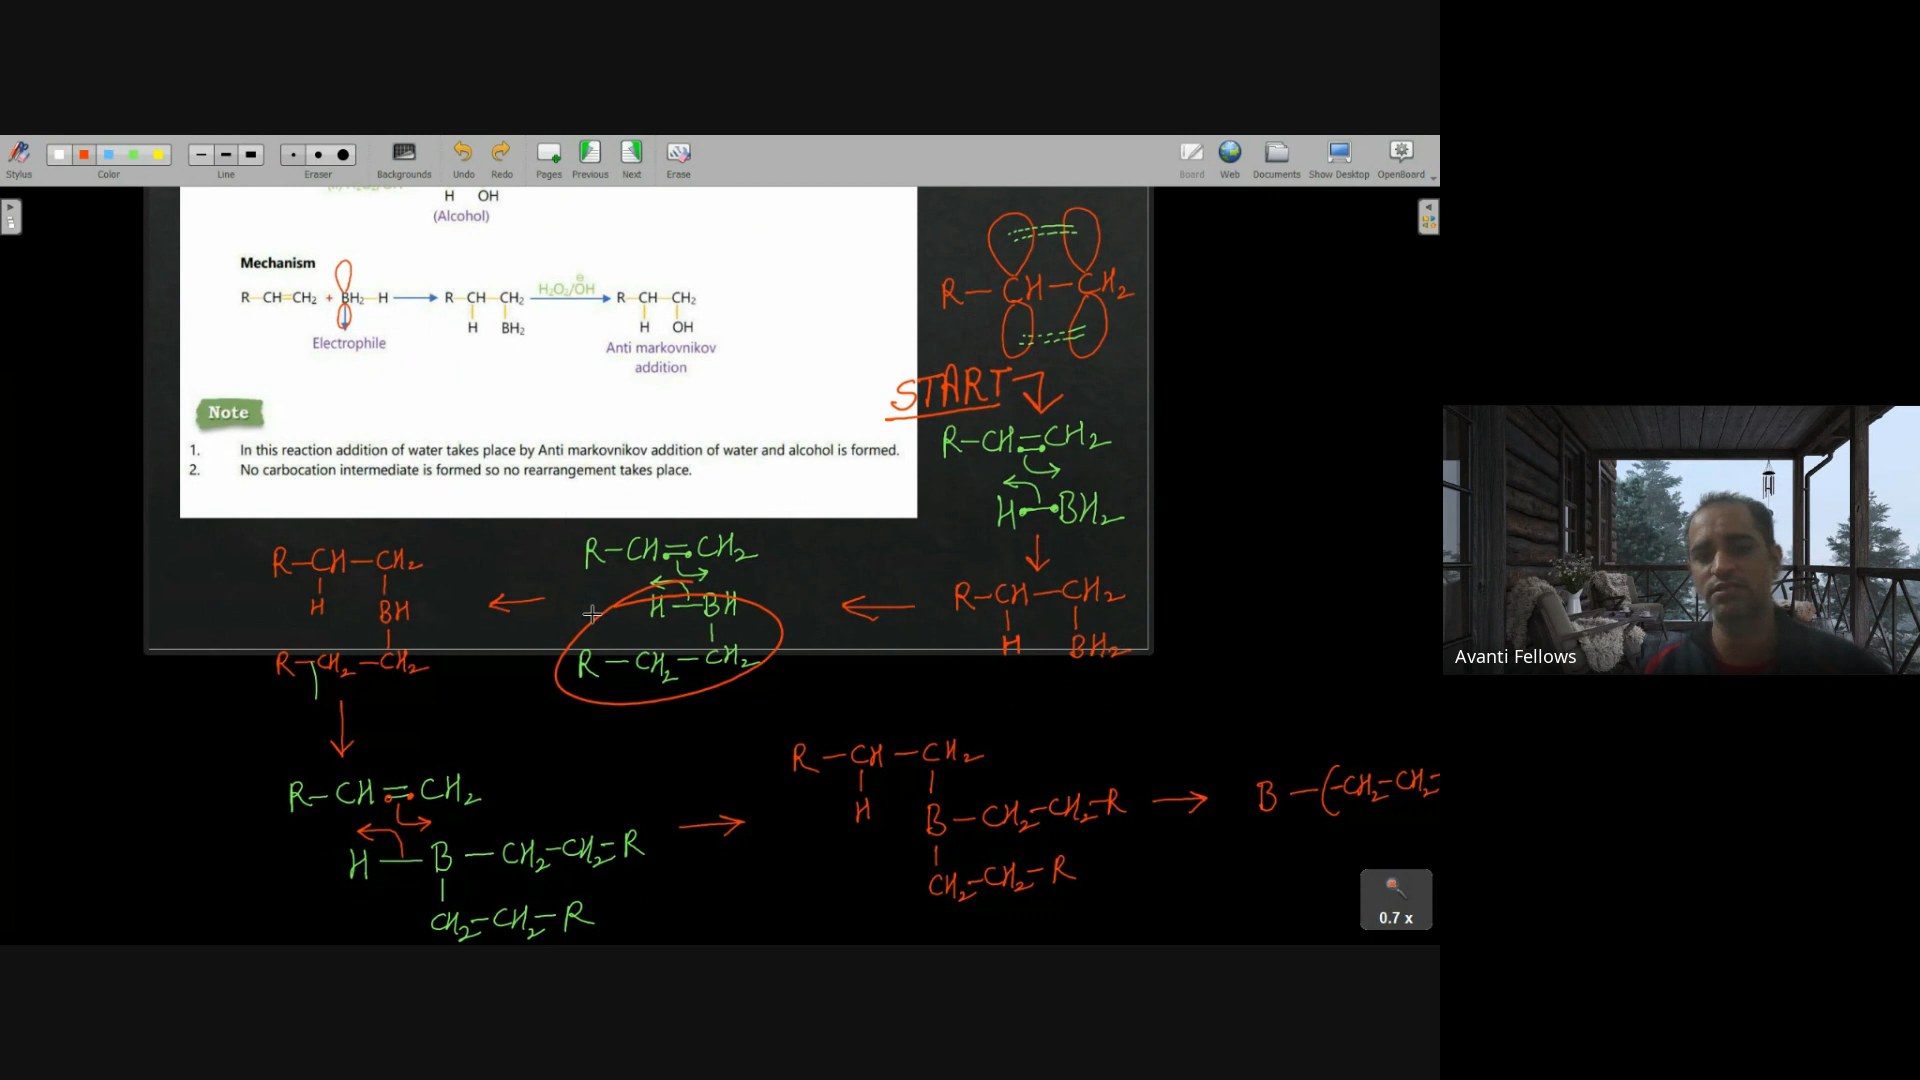 Stylus Color Line Eraser Backgrounds Undo Redo Pages Previous Next Erase Board Web Documents Show Desktop OpenBoard
H OH
(Alcohol)
Mechanism
R CH=CH₂ + BH₂ H → R CH CH₂ H₂O₂/OH⊖ → R CH CH₂
H BH₂ H OH
Electrophile
Anti markovnikov
addition
Note
1. In this reaction addition of water takes place by Anti markovnikov addition of water and alcohol is formed.
2. No carbocation intermediate is formed so no rearrangement takes place.
R-CH-CH₂
START
R-CH=CH₂
H-BH₂
R-CH-CH₂
H BH₂
R-CH=CH₂
H-BH
R-CH₂-CH₂
R-CH-CH₂
H BH
R-CH₂-CH₂
R-CH=CH₂
H-B-CH₂-CH₂-R
CH₂-CH₂-R
R-CH-CH₂
H B-CH₂-CH₂-R
CH₂-CH₂-R
B-(-CH₂-CH₂-
0.7 x
Avanti Fellows